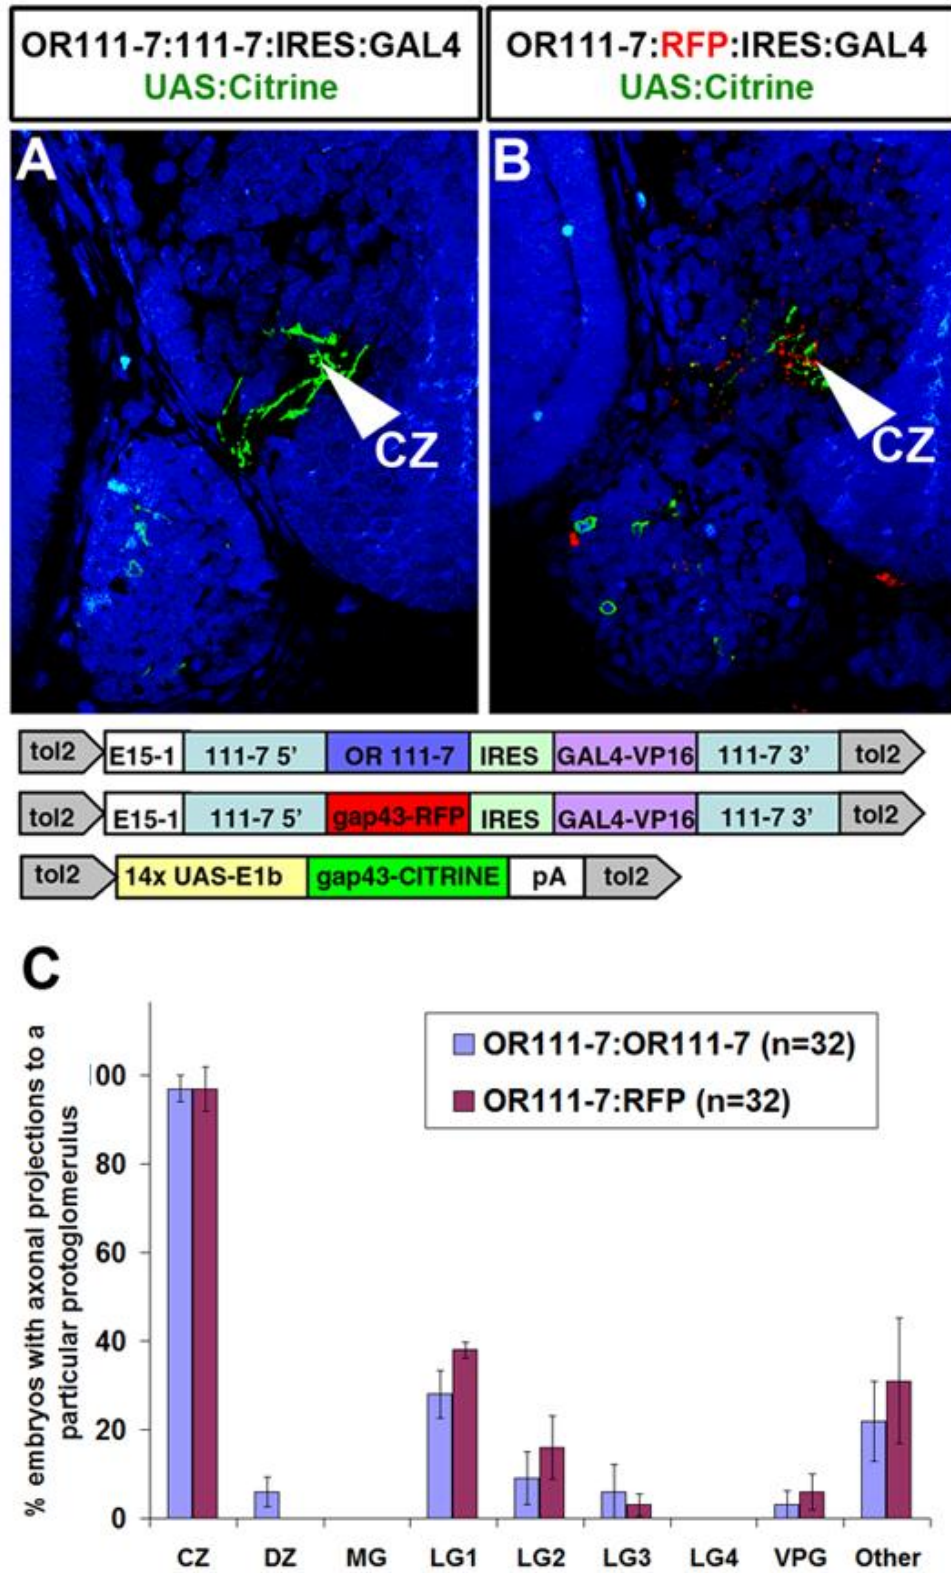 OR111-7:111-7:IRES:GAL4
UAS:Citrine
OR111-7:RFP:IRES:GAL4
UAS:Citrine
A
CZ
B
CZ
tol2 E15-1 111-7 5' OR 111-7 IRES GAL4-VP16 111-7 3' tol2
tol2 E15-1 111-7 5' gap43-RFP IRES GAL4-VP16 111-7 3' tol2
tol2 14x UAS-E1b gap43-CITRINE pA tol2
C
% embryos with axonal projections to a
particular protoglomerulus
100
80
60
40
20
0
OR111-7:OR111-7 (n=32)
OR111-7:RFP (n=32)
CZ DZ MG LG1 LG2 LG3 LG4 VPG Other